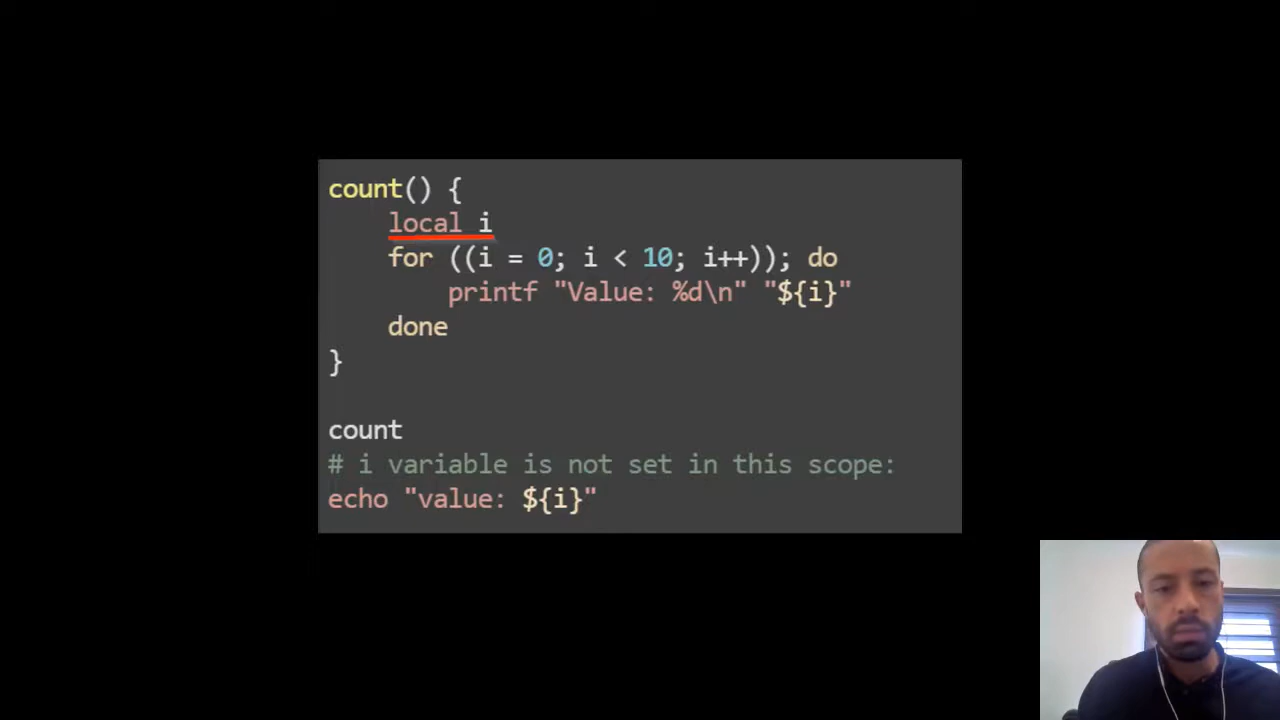 count() {
    local i
    for ((i = 0; i < 10; i++)); do
        printf "Value: %d\n" "${i}"
    done
}
count
# i variable is not set in this scope:
echo "value: ${i}"